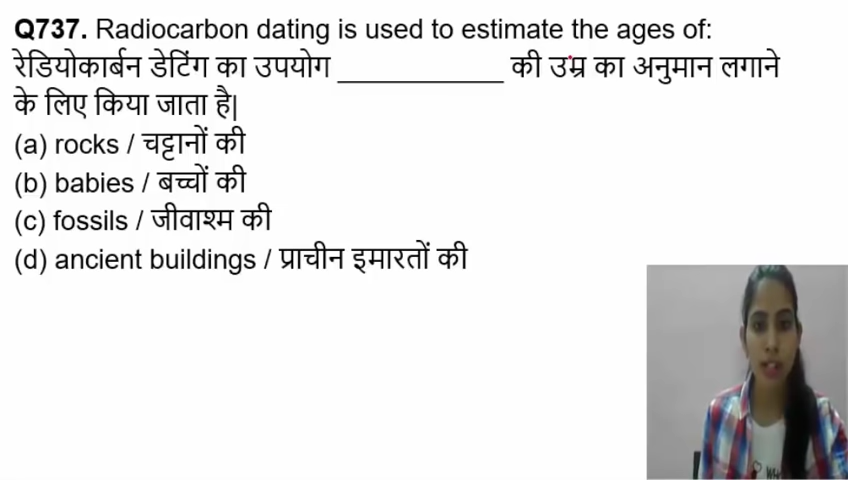 Q737. Radiocarbon dating is used to estimate the ages of:
रेडियोकार्बन डेटिंग का उपयोग ____________ की उम्र का अनुमान लगाने
के लिए किया जाता है|
(a) rocks / चट्टानों की
(b) babies / बच्चों की
(c) fossils / जीवाश्म की
(d) ancient buildings / प्राचीन इमारतों की